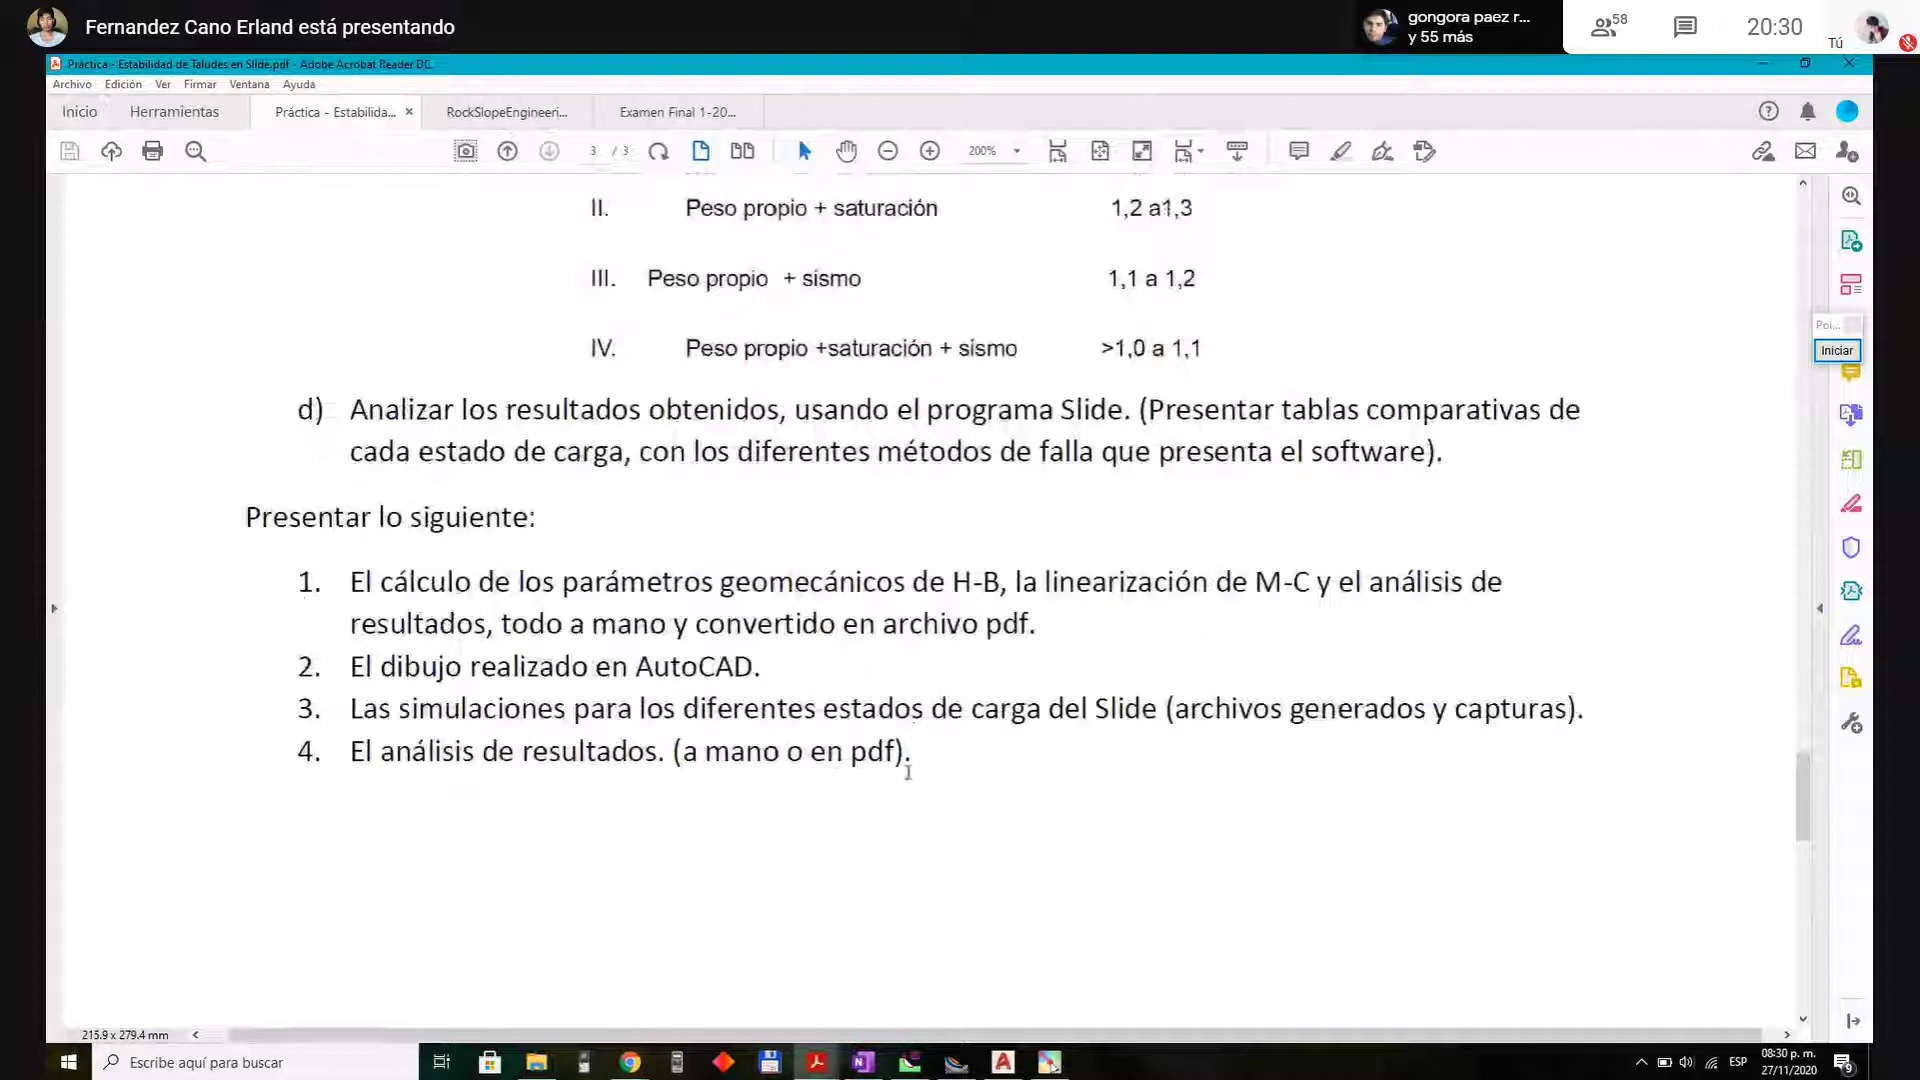 Fernandez Cano Erland está presentando
gongora paez r...
y 55 más
58
20:30
Tú
Práctica - Estabilidad de Taludes en Slide.pdf - Adobe Acrobat Reader DC
Archivo Edición Ver Firmar Ventana Ayuda
Inicio Herramientas Práctica - Estabilida... × RockSlopeEngineeri... Examen Final 1-20...
3 / 3 200%
II. Peso propio + saturación 1,2 a1,3
III. Peso propio + sismo 1,1 a 1,2
IV. Peso propio +saturación + sismo >1,0 a 1,1
Poi...
Iniciar
d) Analizar los resultados obtenidos, usando el programa Slide. (Presentar tablas comparativas de
cada estado de carga, con los diferentes métodos de falla que presenta el software).
Presentar lo siguiente:
1. El cálculo de los parámetros geomecánicos de H-B, la linearización de M-C y el análisis de
resultados, todo a mano y convertido en archivo pdf.
2. El dibujo realizado en AutoCAD.
3. Las simulaciones para los diferentes estados de carga del Slide (archivos generados y capturas).
4. El análisis de resultados. (a mano o en pdf).
215.9 x 279.4 mm
Escribe aquí para buscar
ESP
08:30 p. m.
27/11/2020
9